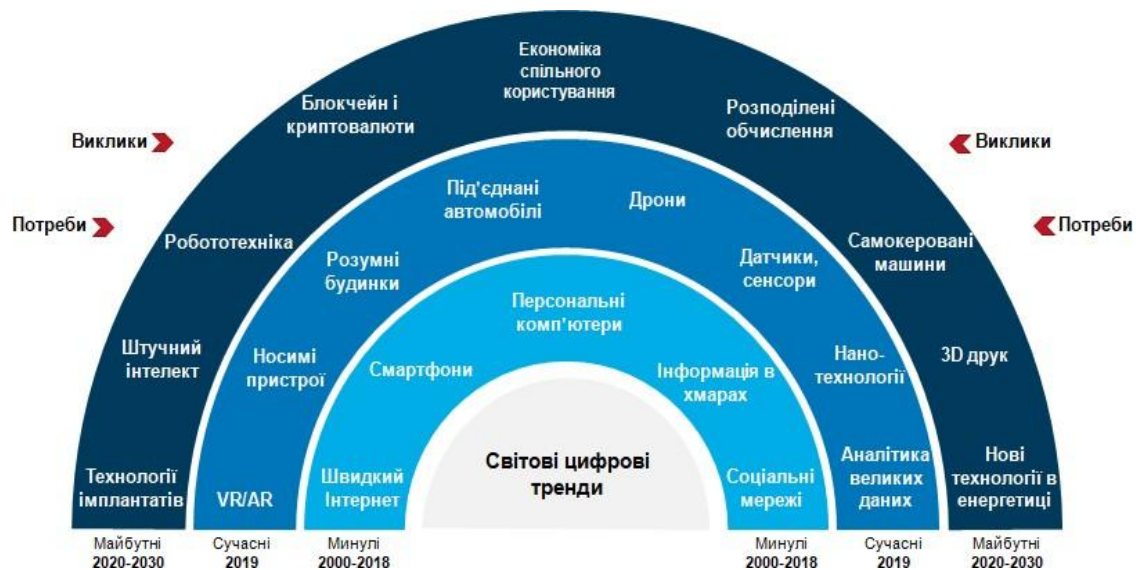 Економіка
спільного
користування
Блокчейн і
криптовалюти
Розподілені
обчислення
Виклики
Виклики
Потреби
Потреби
Під'єднані
автомобілі
Дрони
Робототехніка
Самокеровані
машини
Розумні
будинки
Датчики,
сенсори
Персональні
комп'ютери
Штучний
інтелект
Носимі
пристрої
Смартфони
Інформація в
хмарах
Нано-
технології
3D друк
Світові цифрові
тренди
Технології
імплантатів
VR/AR
Швидкий
Інтернет
Соціальні
мережі
Аналітика
великих
даних
Нові
технології в
енергетиці
Майбутні
2020-2030
Сучасні
2019
Минулі
2000-2018
Минулі
2000-2018
Сучасні
2019
Майбутні
2020-2030